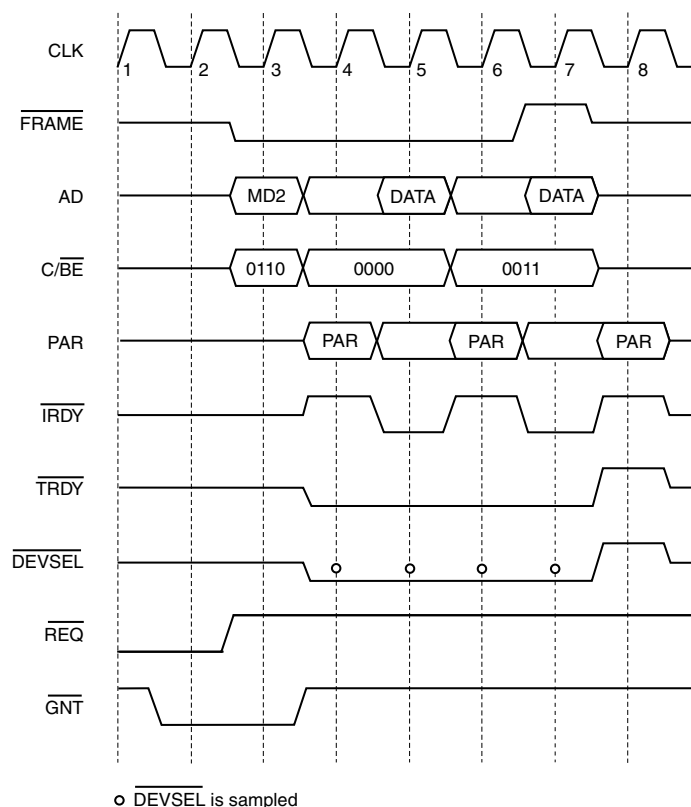 CLK
1 2 3 4 5 6 7 8
FRAME
AD MD2 DATA DATA
C/BE 0110 0000 0011
PAR PAR PAR PAR
IRDY
TRDY
DEVSEL
REQ
GNT
DEVSEL is sampled